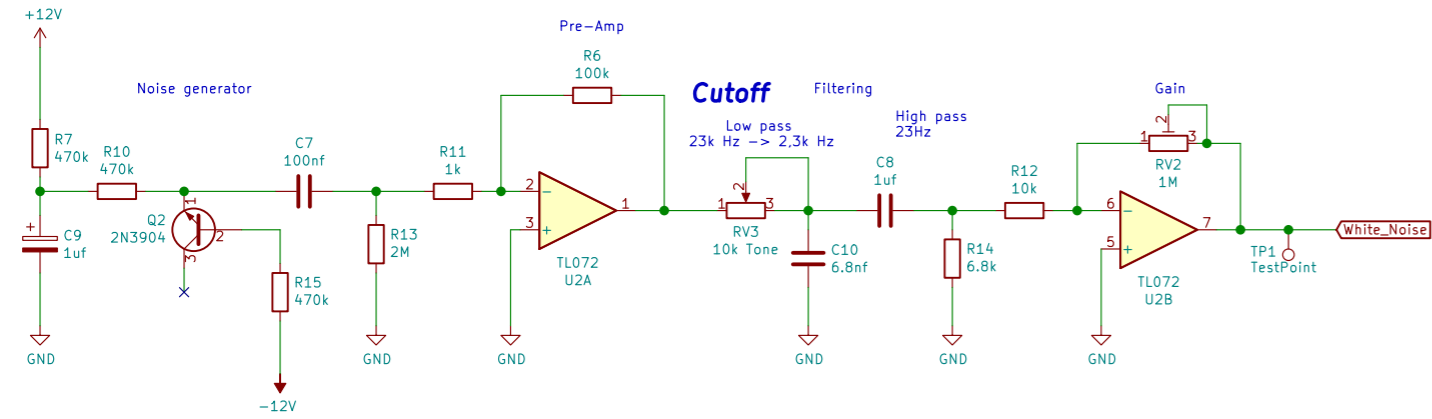 +12V
Pre-Amp
R6
100k
Noise generator
Cutoff
Filtering
Gain
Low pass
23k Hz -> 2,3k Hz
High pass
23Hz
R7
470k
R10
470k
C7
100nf
R11
1k
2
1
3
RV2
1M
C8
1uf
R12
10k
1
Q2
2N3904
2
3
+
C9
1uf
R13
2M
2
-
3
+
1
TL072
U2A
2
1
3
RV3
10k Tone
C10
6.8nf
R14
6.8k
6
-
5
+
7
TL072
U2B
White_Noise
TP1
TestPoint
R15
470k
GND
GND
GND
GND
GND
GND
-12V